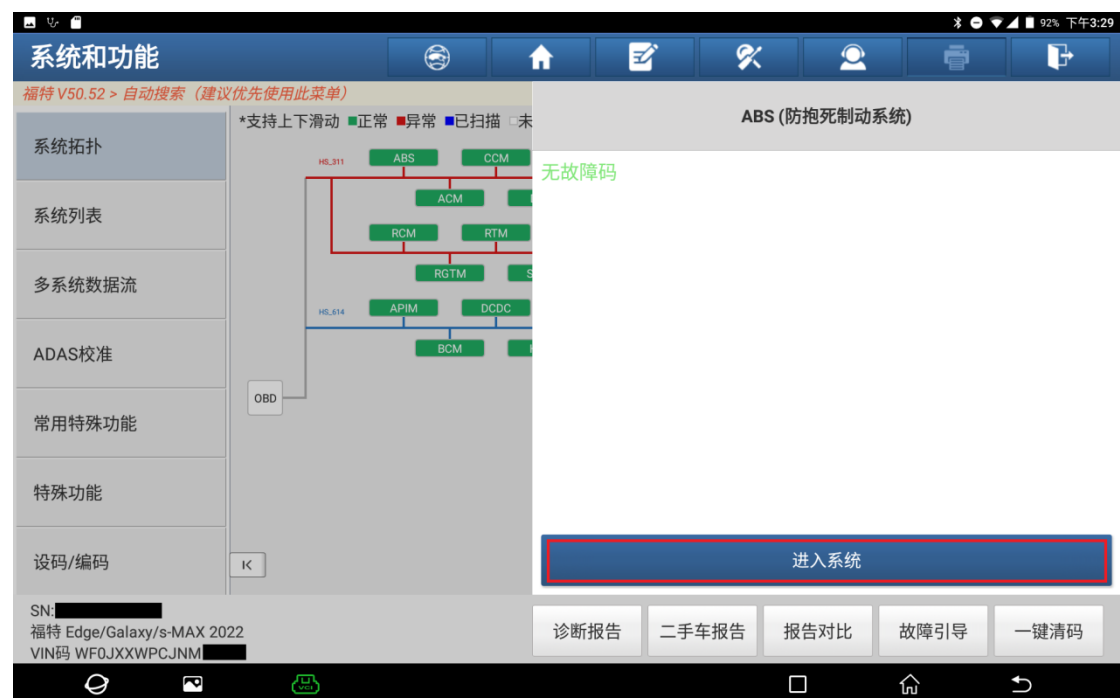 92% 下午3:29
系统和功能
福特 V50.52 > 自动搜索（建议优先使用此菜单）
系统拓扑
系统列表
多系统数据流
ADAS校准
常用特殊功能
特殊功能
设码/编码
*支持上下滑动 ■正常 ■异常 ■已扫描 □未
HS_311
ABS
CCM
ACM
RCM
RTM
RGTM
S
HS_614
APIM
DCDC
BCM
OBD
K
ABS (防抱死制动系统)
无故障码
进入系统
SN:
福特 Edge/Galaxy/s-MAX 2022
VIN码 WF0JXXWPCJNM
诊断报告
二手车报告
报告对比
故障引导
一键清码
VCI